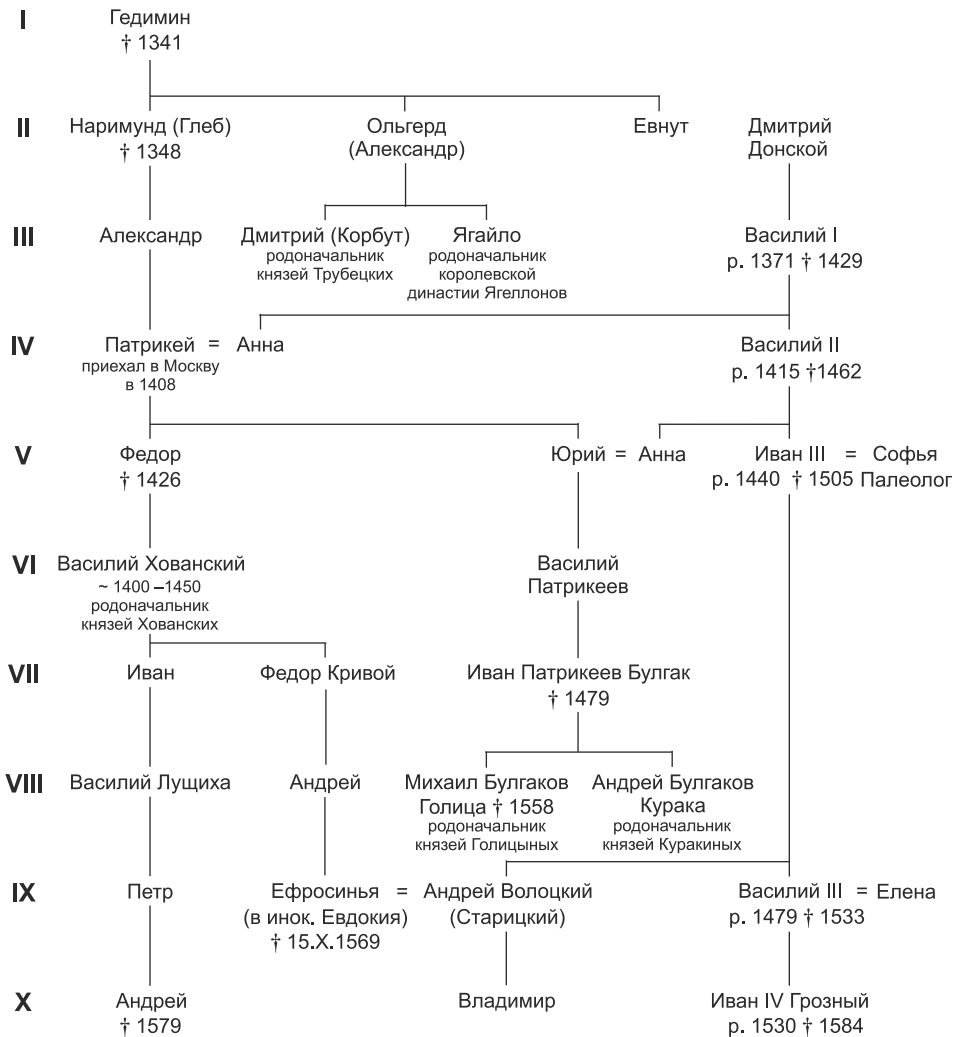 I
Гедимин
† 1341
II
Наримунд (Глеб)
† 1348
Ольгерд
(Александр)
Евнут
Дмитрий
Донской
III
Александр
Дмитрий (Корбут)
родоначальник
князей Трубецких
Ягайло
родоначальник
королевской
династии Ягеллонов
Василий I
р. 1371 † 1429
IV
Патрикей = Анна
приехал в Москву
в 1408
Василий II
р. 1415 †1462
V
Федор
† 1426
Юрий = Анна
Иван III = Софья
р. 1440 † 1505 Палеолог
VI
Василий Хованский
~ 1400 –1450
родоначальник
князей Хованских
Василий
Патрикеев
VII
Иван
Федор Кривой
Иван Патрикеев Булгак
† 1479
VIII
Василий Лущиха
Андрей
Михаил Булгаков
Голица † 1558
родоначальник
князей Голицыных
Андрей Булгаков
Курака
родоначальник
князей Куракиных
IX
Петр
Ефросинья = Андрей Волоцкий
(в инок. Евдокия) (Старицкий)
† 15.X.1569
Василий III = Елена
р. 1479 † 1533
X
Андрей
† 1579
Владимир
Иван IV Грозный
р. 1530 † 1584